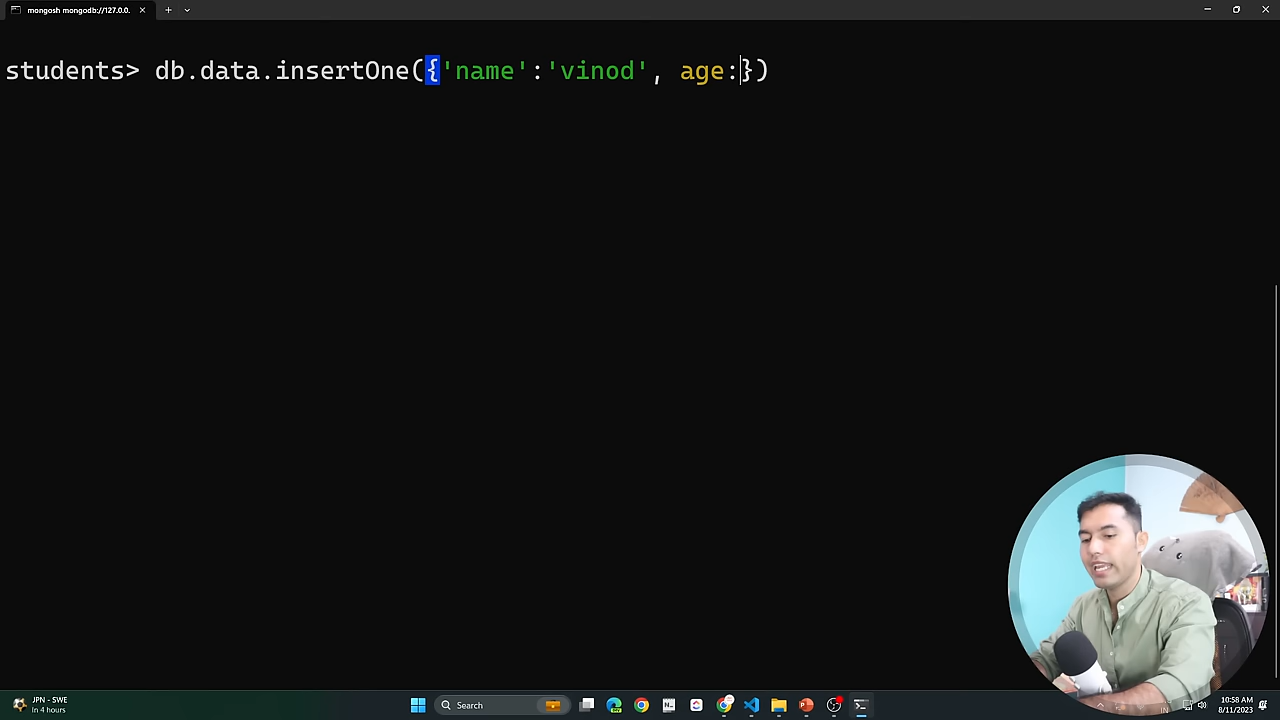 mongosh mongodb://127.0.0.
students> db.data.insertOne({'name':'vinod', age:})
JPN - SWE
In 4 hours
Search
IN
10:58 AM
8/11/2023